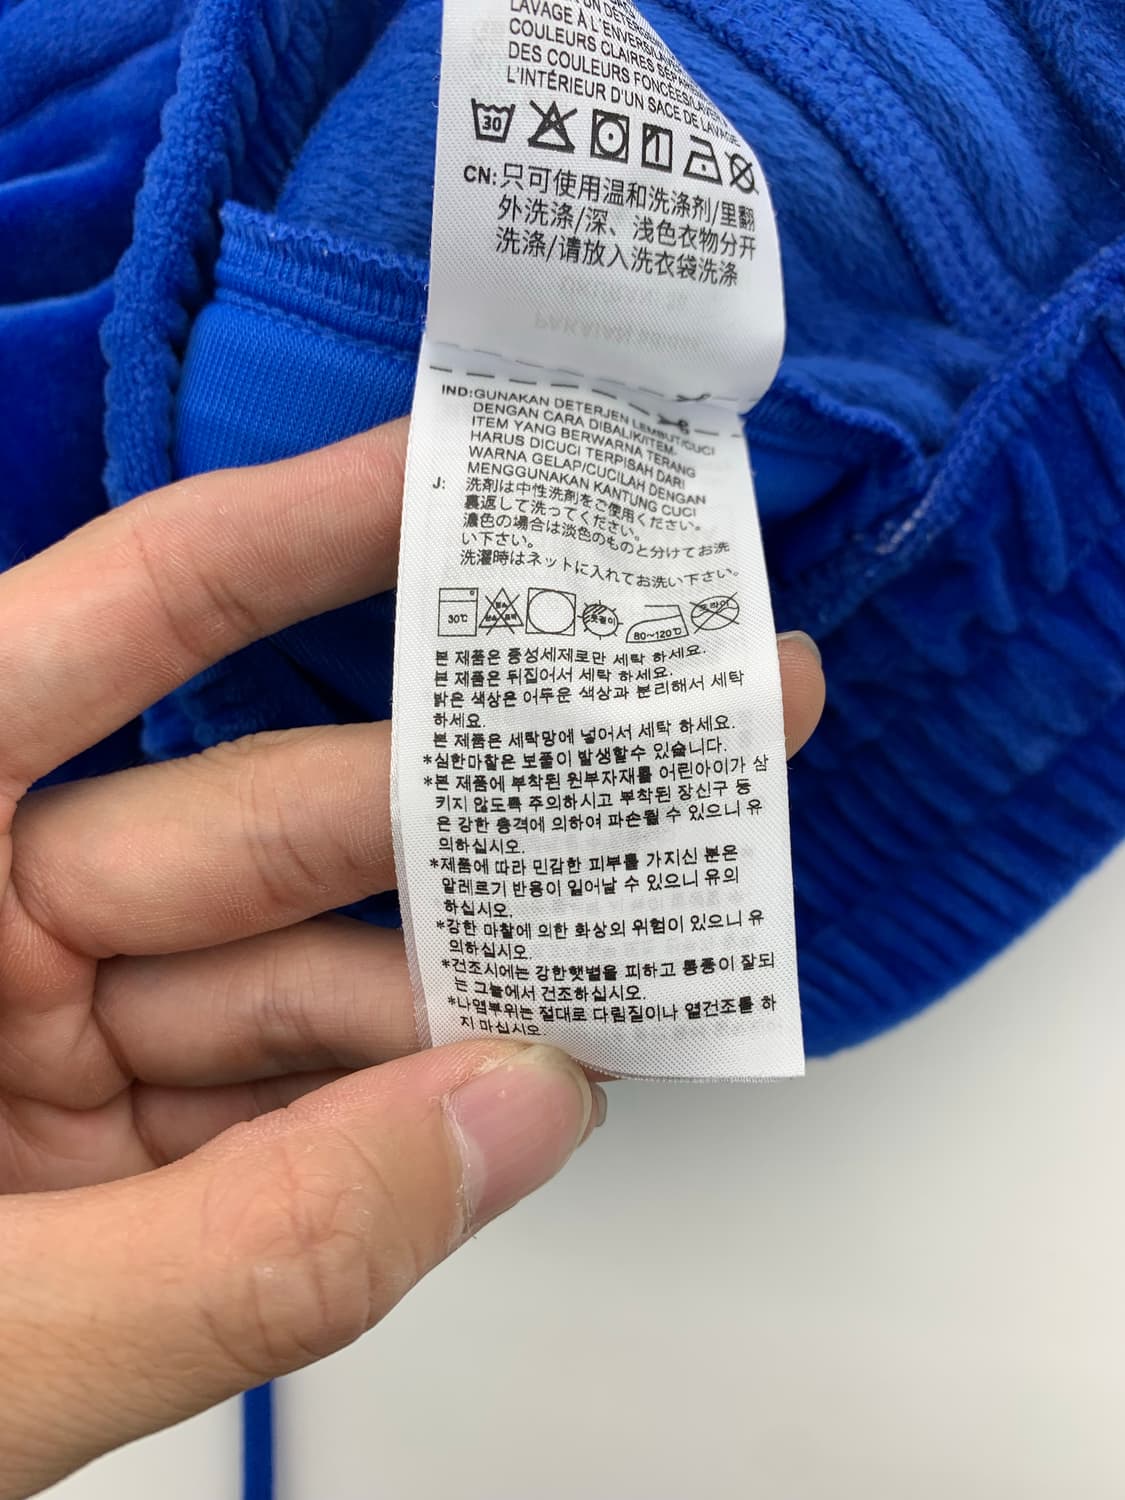 UN DÉTERG
LAVAGE À L'ENVERS/LAVER
COULEURS CLAIRES SÉPAR
DES COULEURS FONCÉES/LAVER
L'INTÉRIEUR D'UN SACE DE LAVAGE
30
CN:只可使用温和洗涤剂/里翻
外洗涤/深、浅色衣物分开
洗涤/请放入洗衣袋洗涤
IND:GUNAKAN DETERJEN LEMBUT/CUCI
DENGAN CARA DIBALIK/ITEM.
ITEM YANG BERWARNA TERANG
HARUS DICUCI TERPISAH DARI
WARNA GELAP/CUCILAH DENGAN
MENGGUNAKAN KANTUNG CUCI
J: 洗剤は中性洗剤をご使用ください。
裏返して洗ってください。
濃色の場合は淡色のものと分けてお洗
い下さい。
洗濯時はネットに入れてお洗い下さい。
30℃ 옷걸이 80~120℃ 드라이
본 제품은 중성세제로만 세탁 하세요.
본 제품은 뒤집어서 세탁 하세요.
밝은 색상은 어두운 색상과 분리해서 세탁
하세요.
본 제품은 세탁망에 넣어서 세탁 하세요.
*심한마찰은 보풀이 발생할수 있습니다.
*본 제품에 부착된 원부자재를 어린아이가 삼
키지 않도록 주의하시고 부착된 장신구 등
은 강한 충격에 의하여 파손될 수 있으니 유
의하십시오.
*제품에 따라 민감한 피부를 가지신 분은
알레르기 반응이 일어날 수 있으니 유의
하십시오.
*강한 마찰에 의한 화상의 위험이 있으니 유
의하십시오.
*건조시에는 강한햇볕을 피하고 통풍이 잘되
는 그늘에서 건조하십시오.
*나염부위는 절대로 다림질이나 열건조를 하
지 마십시오